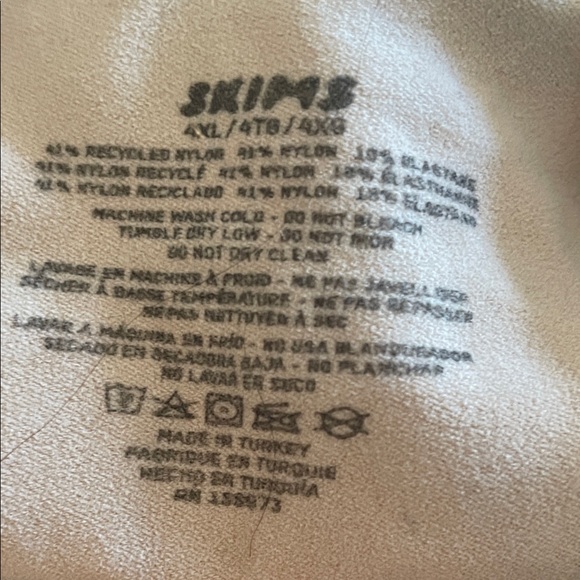 SKIMS
4XL/4TG/4XG
41% RECYCLED NYLON 41% NYLON 18% ELASTANE
41% NYLON RECYCLÉ 41% NYLON 18% ÉLASTHANNE
41% NYLON RECICLADO 41% NYLON 18% ELASTANO
MACHINE WASH COLD - DO NOT BLEACH
TUMBLE DRY LOW - DO NOT IRON
DO NOT DRY CLEAN
LAVAGE EN MACHINE À FROID - NE PAS JAVELLISER
SÉCHER À BASSE TEMPÉRATURE - NE PAS REPASSER
NE PAS NETTOYER À SEC
LAVAR A MÁQUINA EN FRÍO - NO USA BLANQUEADOR
SECADO EN SECADORA BAJA - NO PLANCHAR
NO LAVAR EN SECO
MADE IN TURKEY
FABRIQUÉ EN TURQUIE
HECHO EN TURQUÍA
RN